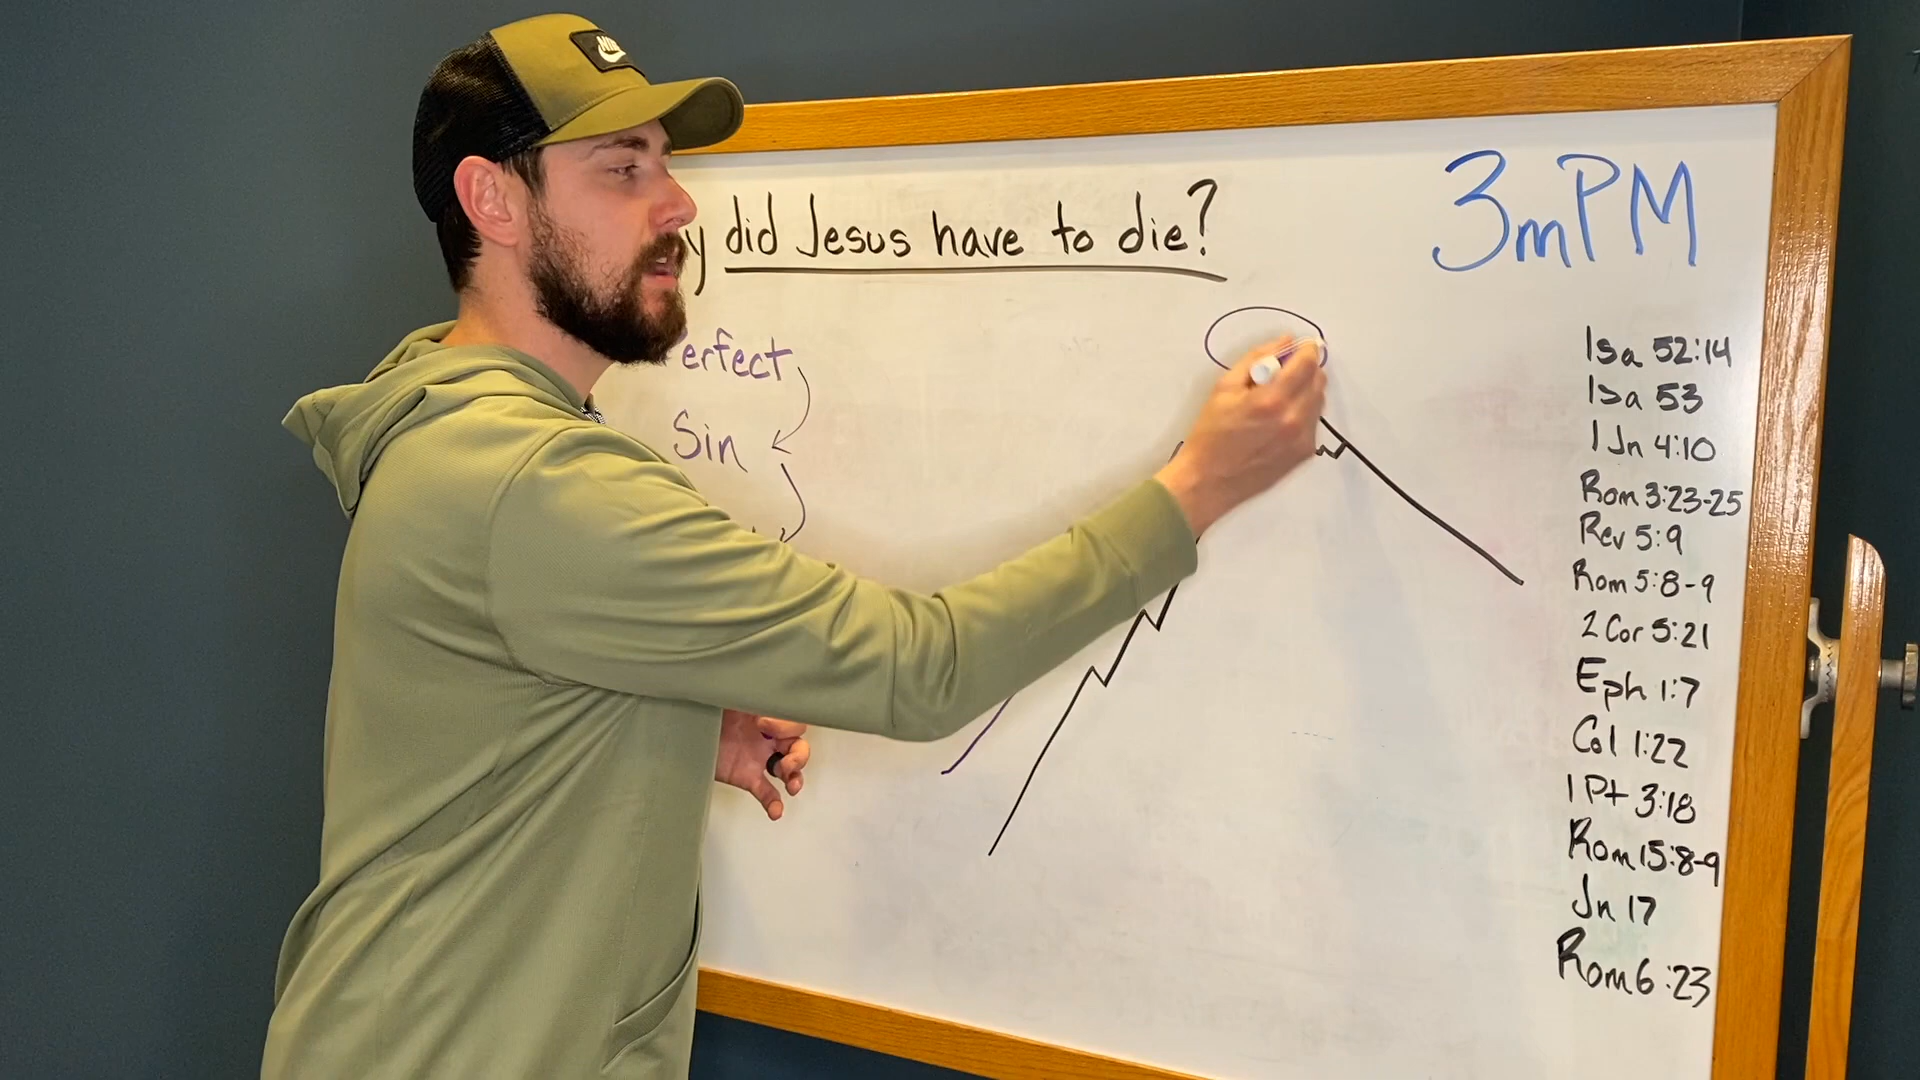 y did Jesus have to die?
3mPM
Perfect
Sin
Isa 52:14
Isa 53
1 Jn 4:10
Rom 3:23-25
Rev 5:9
Rom 5:8-9
2 Cor 5:21
Eph 1:7
Col 1:22
1 Pt 3:18
Rom 15:8-9
Jn 17
Rom 6:23